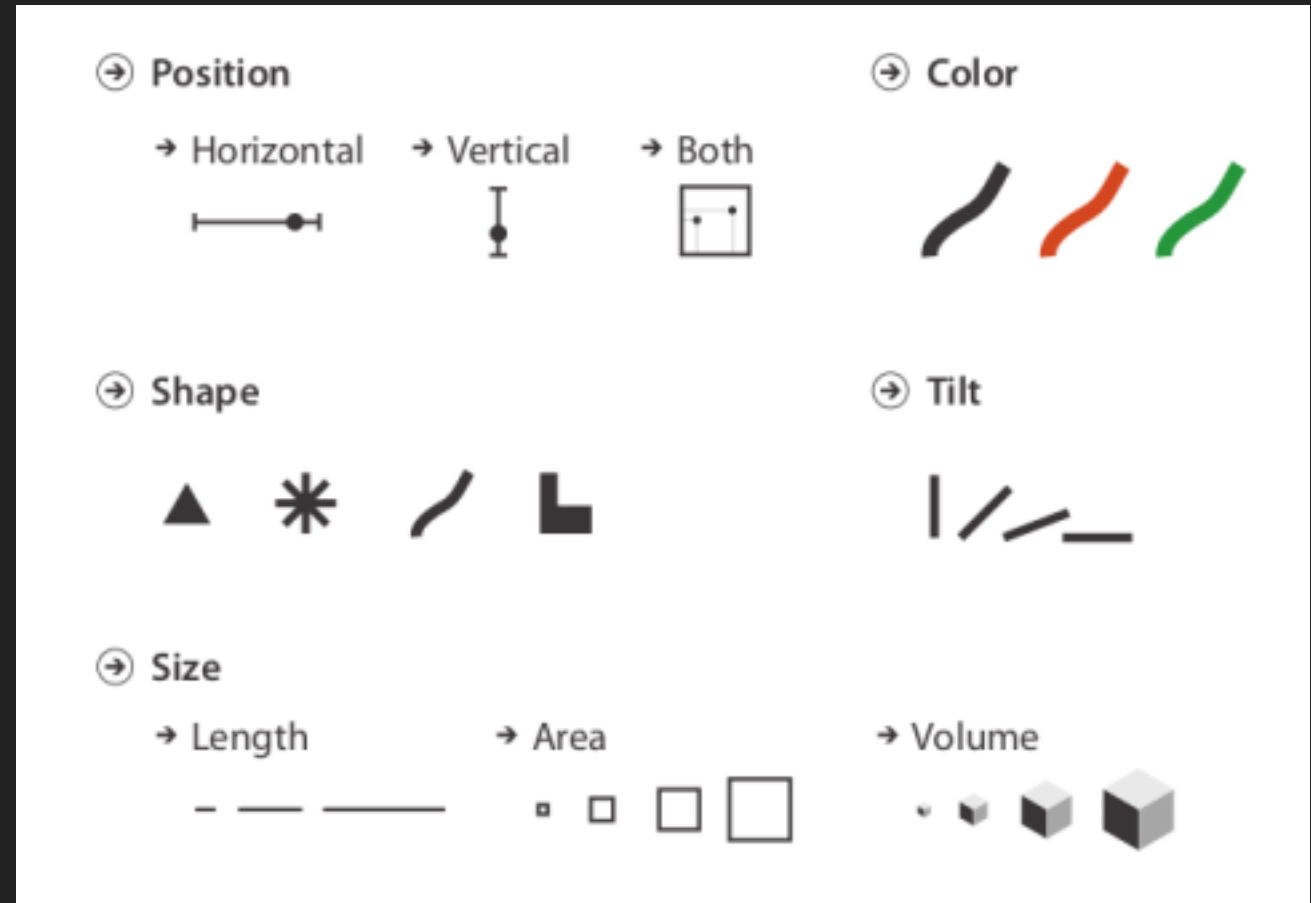 Position
Color
Horizontal
Vertical
Both
Shape
Tilt
Size
Length
Area
Volume